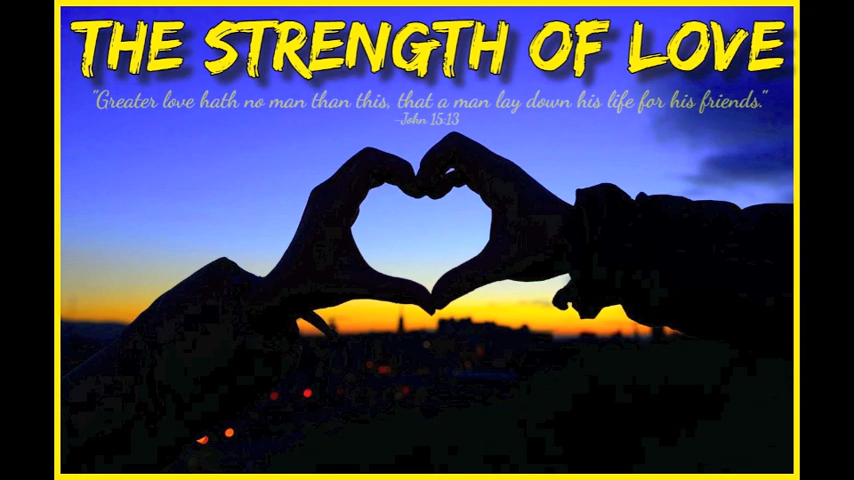 THE STRENGTH OF LOVE
"Greater love hath no man than this, that a man lay down his life for his friends."
-John 15:13